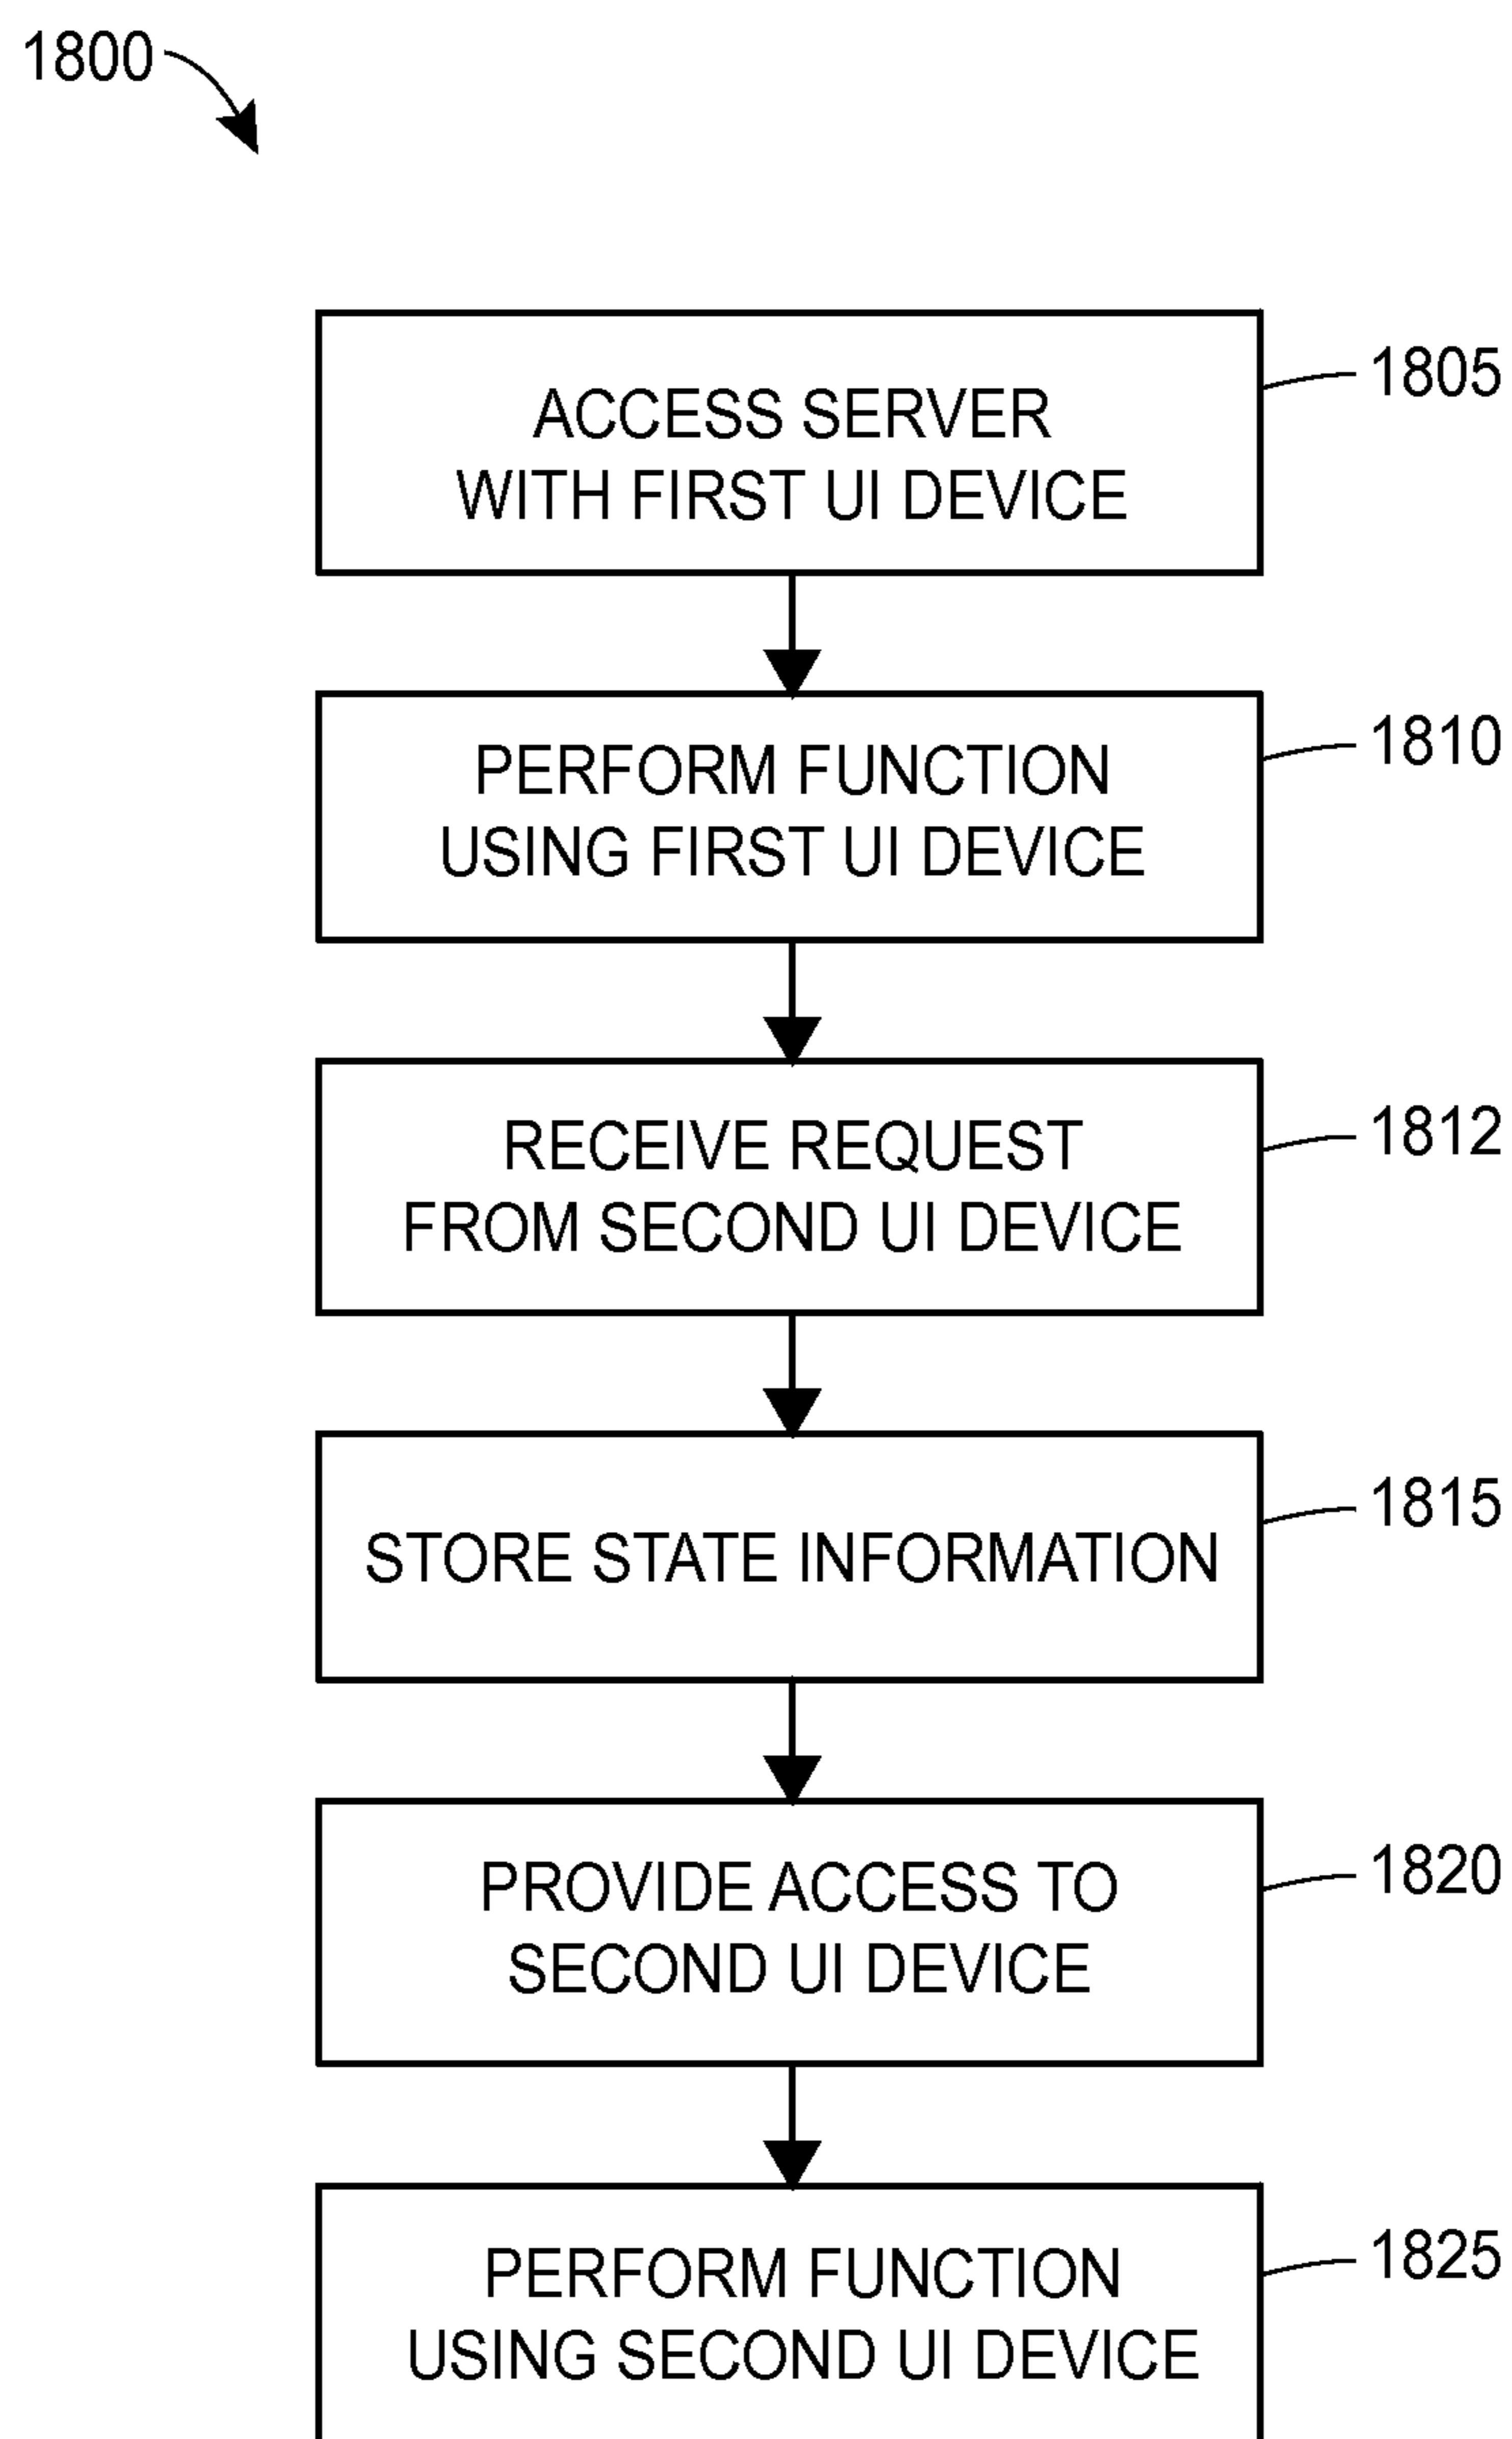 1800
ACCESS SERVER
WITH FIRST UI DEVICE
1805
PERFORM FUNCTION
USING FIRST UI DEVICE
1810
RECEIVE REQUEST
FROM SECOND UI DEVICE
1812
STORE STATE INFORMATION
1815
PROVIDE ACCESS TO
SECOND UI DEVICE
1820
PERFORM FUNCTION
USING SECOND UI DEVICE
1825